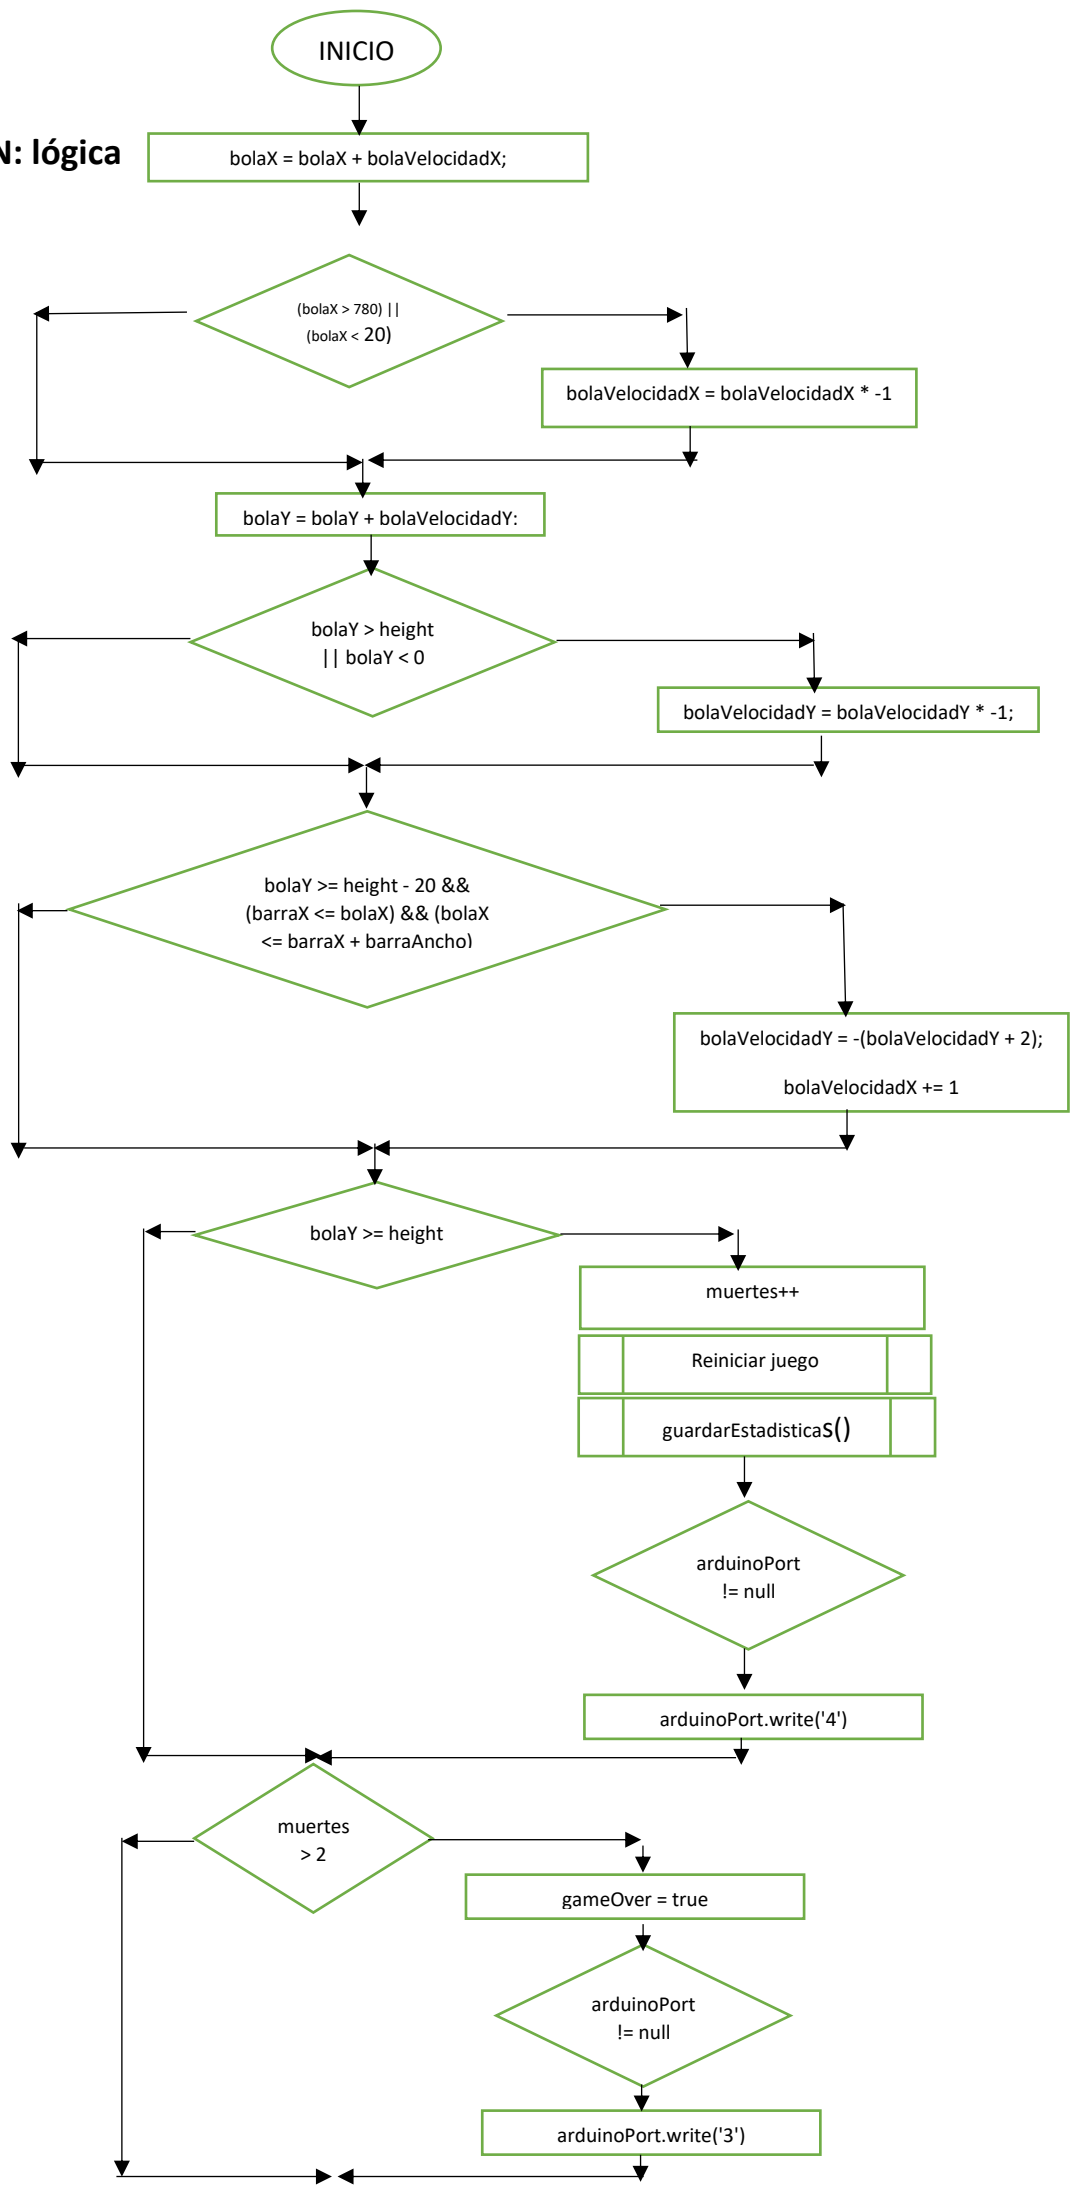 INICIO
N: lógica
bolaX = bolaX + bolaVelocidadX;
(bolaX > 780) ||
(bolaX < 20)
bolaVelocidadX = bolaVelocidadX * -1
bolaY = bolaY + bolaVelocidadY:
bolaY > height
|| bolaY < 0
bolaVelocidadY = bolaVelocidadY * -1;
bolaY >= height - 20 &&
(barraX <= bolaX) && (bolaX
<= barraX + barraAncho)
bolaVelocidadY = -(bolaVelocidadY + 2);
bolaVelocidadX += 1
bolaY >= height
muertes++
Reiniciar juego
guardarEstadisticas()
arduinoPort
!= null
arduinoPort.write('4')
muertes
> 2
gameOver = true
arduinoPort
!= null
arduinoPort.write('3')